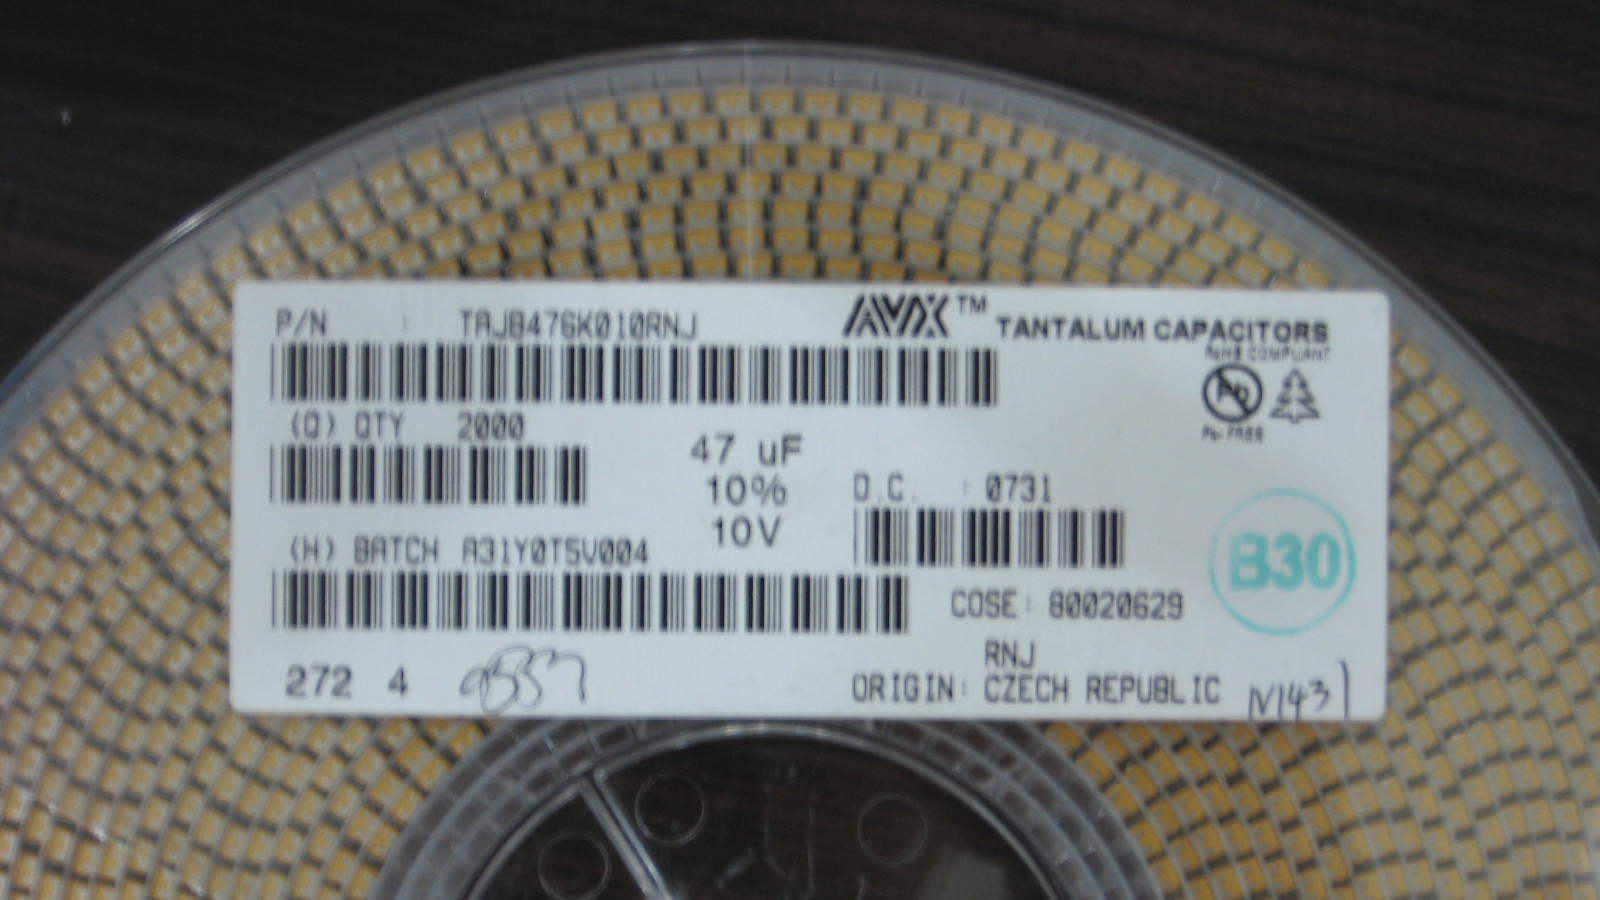 P/N : TAJB476K010RNJ
AVX™ TANTALUM CAPACITORS
RoHS COMPLIANT
Pb
Pb-FREE
(Q) QTY 2000
47 uF
10%
10V
D.C. : 0731
(H) BATCH A31Y0T5V004
B30
COSE: 80020629
RNJ
272 4
ORIGIN: CZECH REPUBLIC